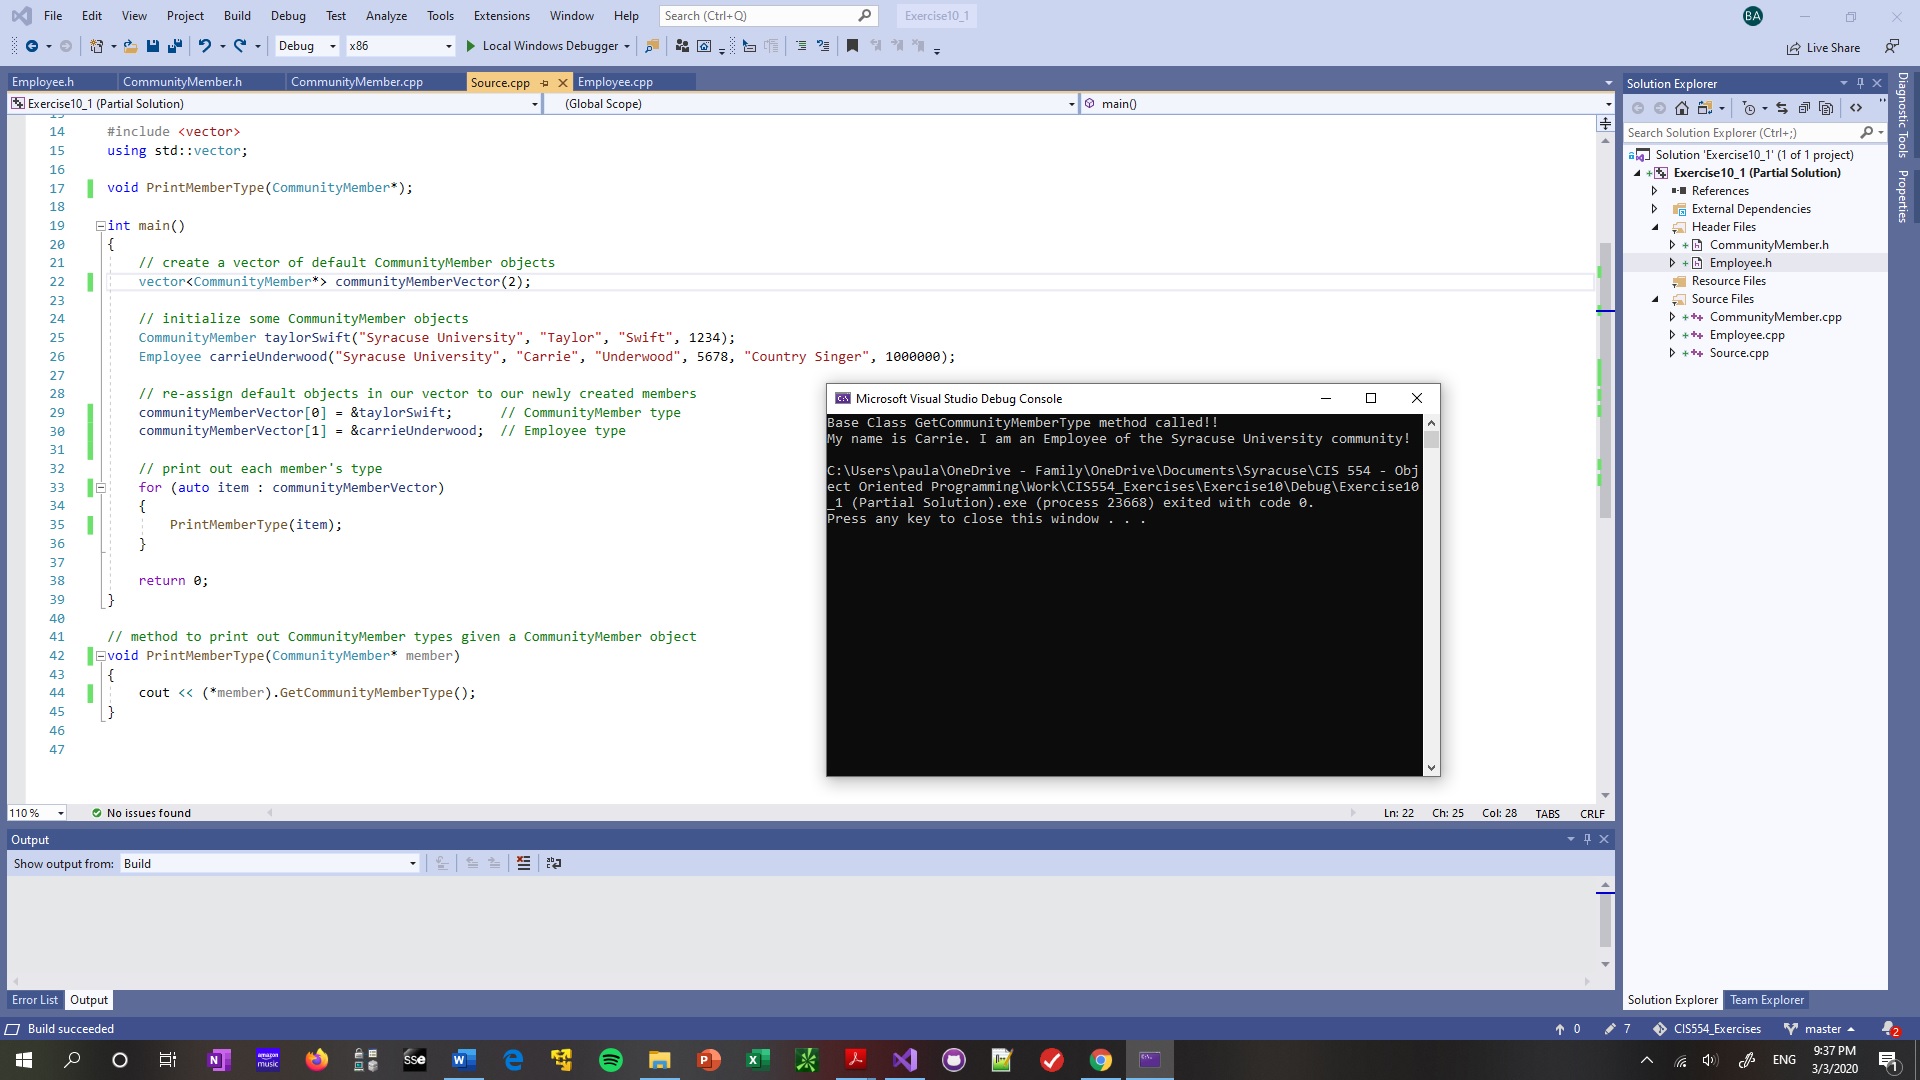 File Edit View Project Build Debug Test Analyze Tools Extensions Window Help Search (Ctrl+Q) Exercise10_1 BA
Debug x86 Local Windows Debugger Live Share
Employee.h CommunityMember.h CommunityMember.cpp Source.cpp Employee.cpp
Exercise10_1 (Partial Solution) (Global Scope) main()
14 #include <vector>
15 using std::vector;
16
17 void PrintMemberType(CommunityMember*);
18
19 int main()
20 {
21 // create a vector of default CommunityMember objects
22 vector<CommunityMember*> communityMemberVector(2);
23
24 // initialize some CommunityMember objects
25 CommunityMember taylorSwift("Syracuse University", "Taylor", "Swift", 1234);
26 Employee carrieUnderwood("Syracuse University", "Carrie", "Underwood", 5678, "Country Singer", 1000000);
27
28 // re-assign default objects in our vector to our newly created members
29 communityMemberVector[0] = &taylorSwift; // CommunityMember type
30 communityMemberVector[1] = &carrieUnderwood; // Employee type
31
32 // print out each member's type
33 for (auto item : communityMemberVector)
34 {
35 PrintMemberType(item);
36 }
37
38 return 0;
39 }
40
41 // method to print out CommunityMember types given a CommunityMember object
42 void PrintMemberType(CommunityMember* member)
43 {
44 cout << (*member).GetCommunityMemberType();
45 }
46
47
Microsoft Visual Studio Debug Console
Base Class GetCommunityMemberType method called!!
My name is Carrie. I am an Employee of the Syracuse University community!
C:\Users\paula\OneDrive - Family\OneDrive\Documents\Syracuse\CIS 554 - Obj
ect Oriented Programming\Work\CIS554_Exercises\Exercise10\Debug\Exercise10
_1 (Partial Solution).exe (process 23668) exited with code 0.
Press any key to close this window . . .
110 % No issues found Ln: 22 Ch: 25 Col: 28 TABS CRLF
Output
Show output from: Build
Error List Output
Solution Explorer
Search Solution Explorer (Ctrl+;)
Solution 'Exercise10_1' (1 of 1 project)
Exercise10_1 (Partial Solution)
References
External Dependencies
Header Files
CommunityMember.h
Employee.h
Resource Files
Source Files
CommunityMember.cpp
Employee.cpp
Source.cpp
Solution Explorer Team Explorer
Diagnostic Tools
Properties
Build succeeded 0 7 CIS554_Exercises master 2
N amazon music SSe W P X ENG 9:37 PM
3/3/2020 1